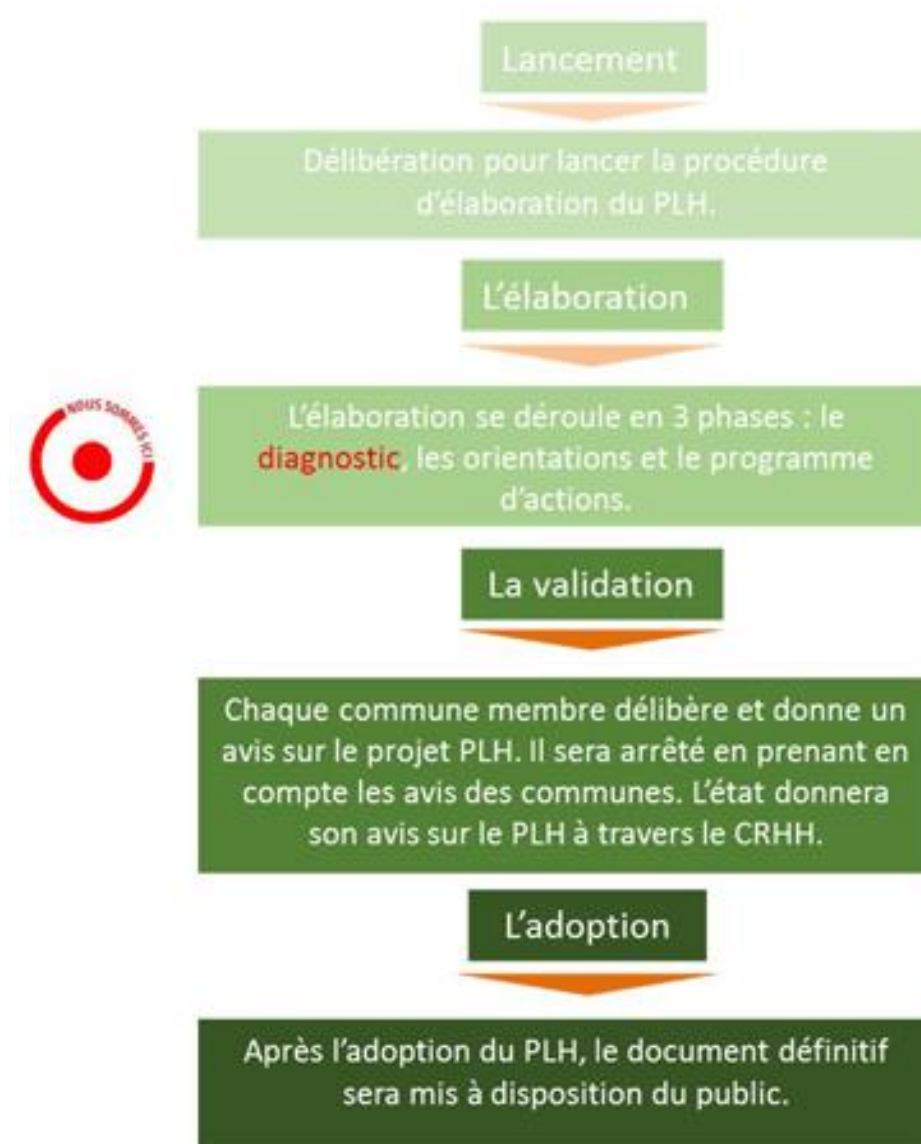 Lancement
Délibération pour lancer la procédure
d'élaboration du PLH.
L'élaboration
NOUS SOMMES ICI
L'élaboration se déroule en 3 phases : le
diagnostic, les orientations et le programme
d'actions.
La validation
Chaque commune membre délibère et donne un
avis sur le projet PLH. Il sera arrêté en prenant en
compte les avis des communes. L'état donnera
son avis sur le PLH à travers le CRHH.
L'adoption
Après l'adoption du PLH, le document définitif
sera mis à disposition du public.